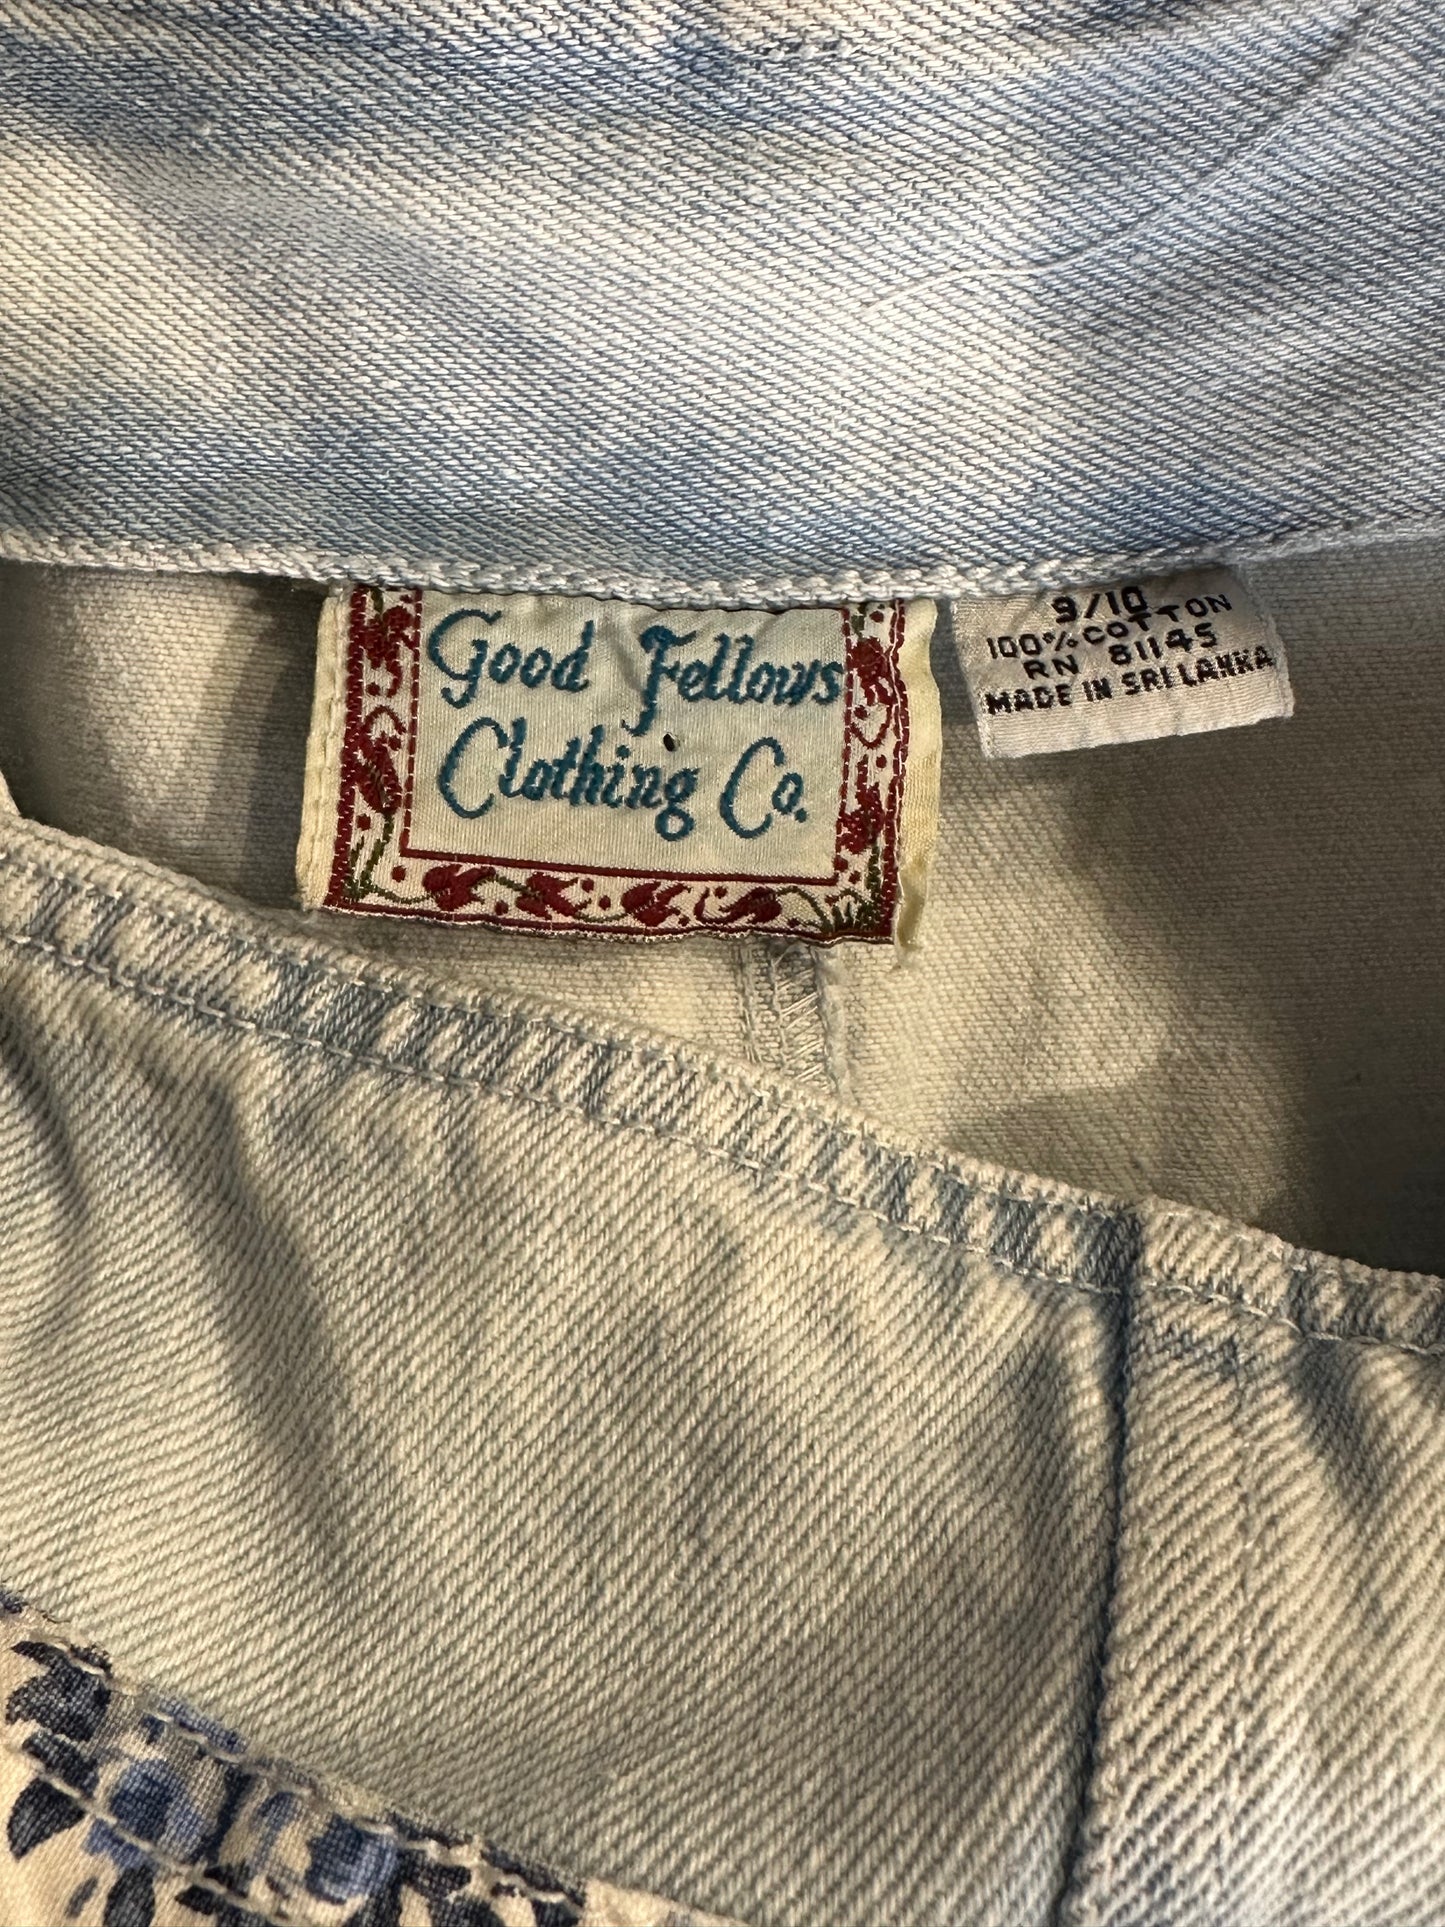 Good Fellows
Clothing Co.
9/10
100% COTTON
RN 81145
MADE IN SRI LANKA